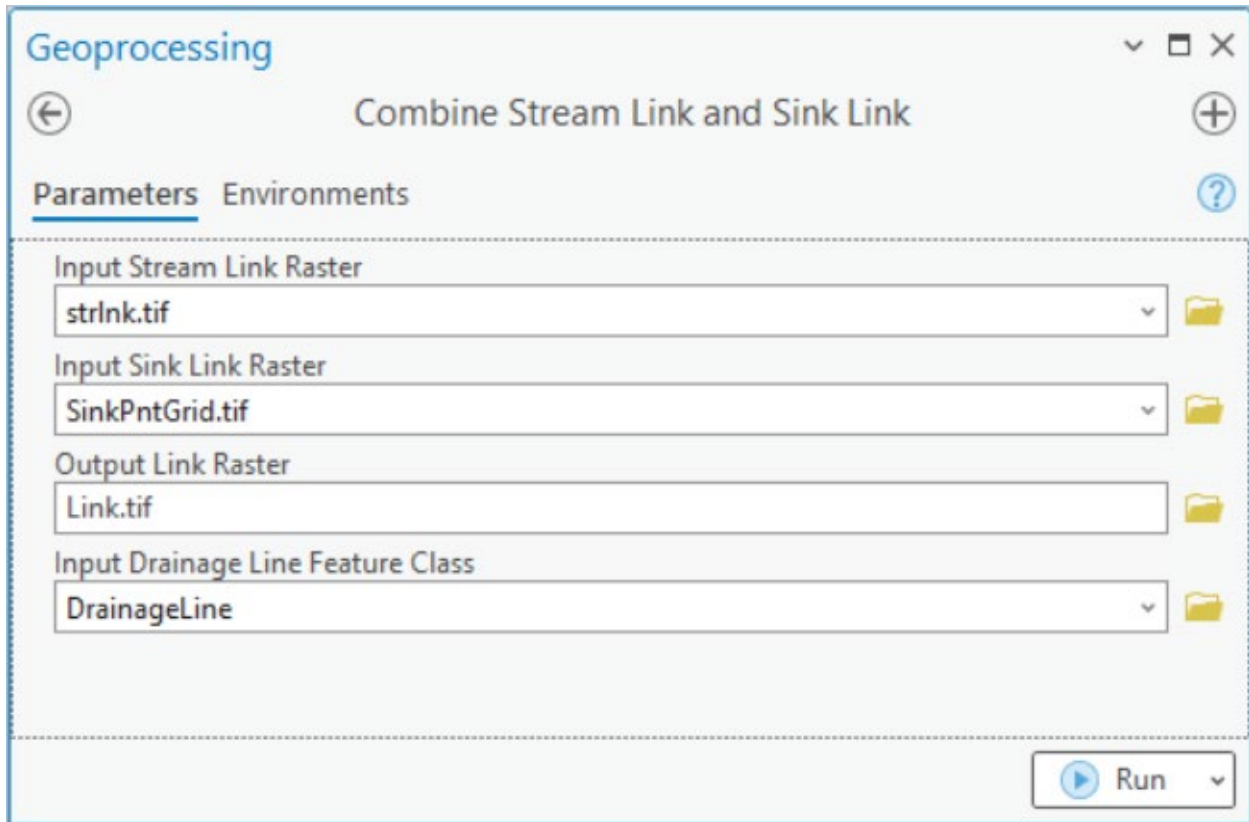 Geoprocessing
Combine Stream Link and Sink Link
Parameters Environments
?
Input Stream Link Raster
strlnk.tif
Input Sink Link Raster
SinkPntGrid.tif
Output Link Raster
Link.tif
Input Drainage Line Feature Class
DrainageLine
Run